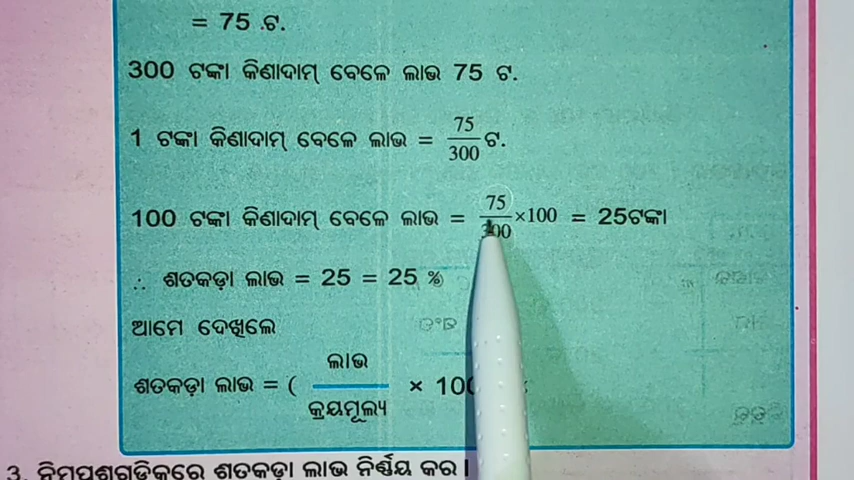 = 75 ଟ.
300 ଟଙ୍କା କିଣାଦାମ୍ ବେଳେ ଲାଭ 75 ଟ.
1 ଟଙ୍କା କିଣାଦାମ୍ ବେଳେ ଲାଭ = 75/300 ଟ.
100 ଟଙ୍କା କିଣାଦାମ୍ ବେଳେ ଲାଭ = 75/300 ×100 = 25ଟଙ୍କା
∴ ଶତକଡ଼ା ଲାଭ = 25 = 25 %
ଆମେ ଦେଖିଲେ
ଶତକଡ଼ା ଲାଭ = ( ଲାଭ/କ୍ରୟମୂଲ୍ୟ × 100
3. ନିମ୍ନପ୍ରଶ୍ନଗୁଡ଼ିକରେ ଶତକଡ଼ା ଲାଭ ନିର୍ଣ୍ଣୟ କର।